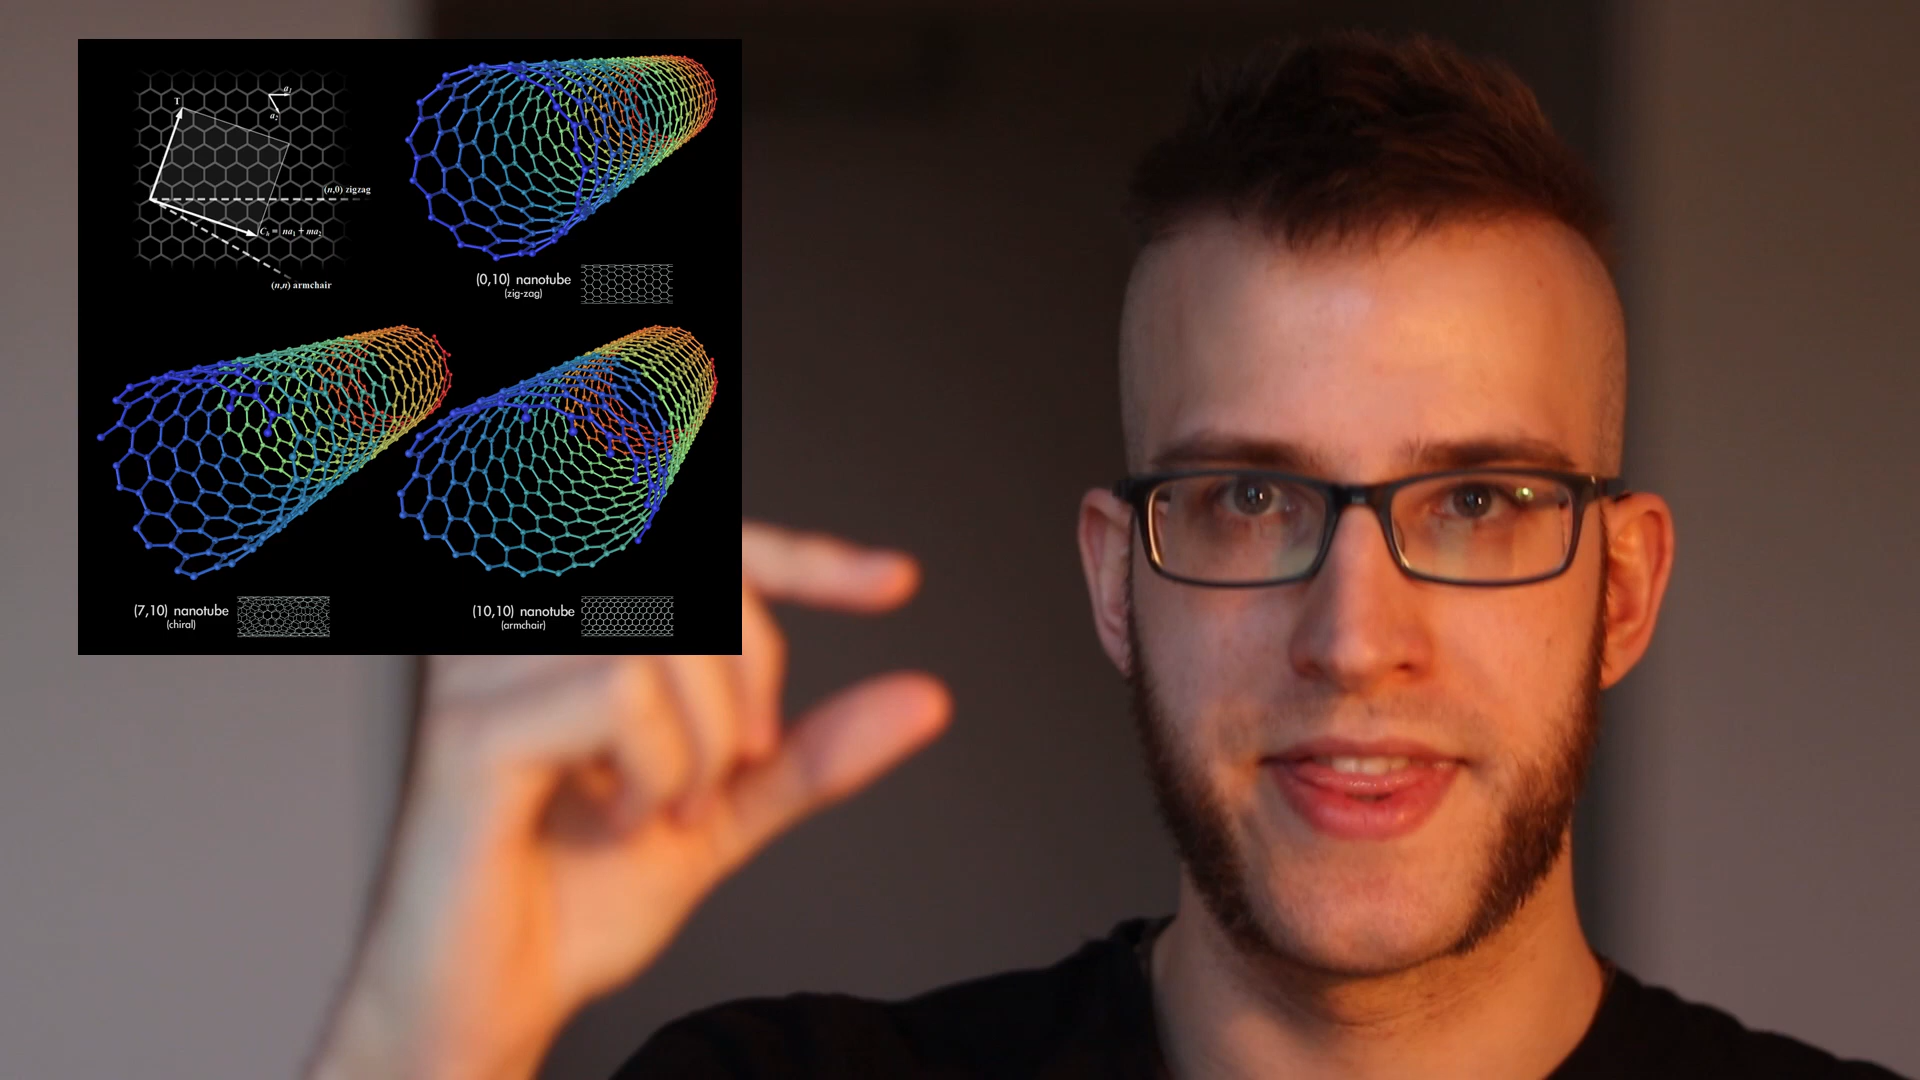 a₁
T
a₂
(n,0) zigzag
Cₕ = na₁ + ma₂
(n,n) armchair
(0,10) nanotube
(zig-zag)
(7,10) nanotube
(chiral)
(10,10) nanotube
(armchair)